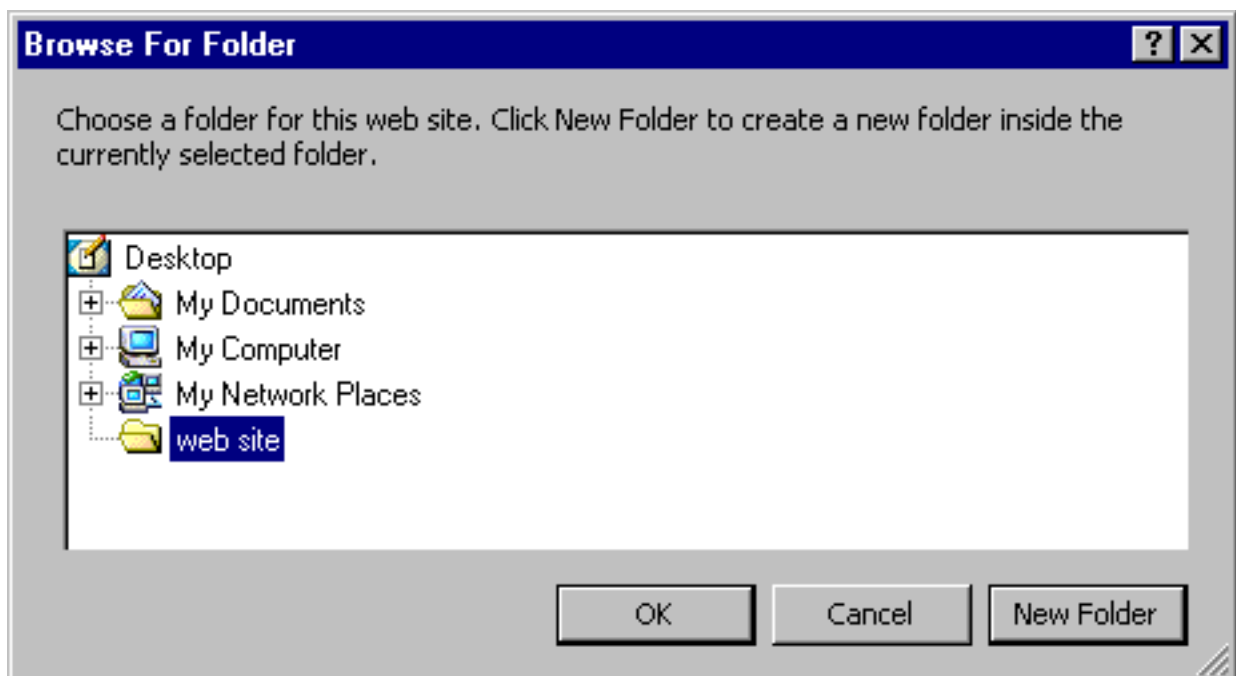 Browse For Folder
Choose a folder for this web site. Click New Folder to create a new folder inside the
currently selected folder.
Desktop
My Documents
My Computer
My Network Places
web site
OK Cancel New Folder